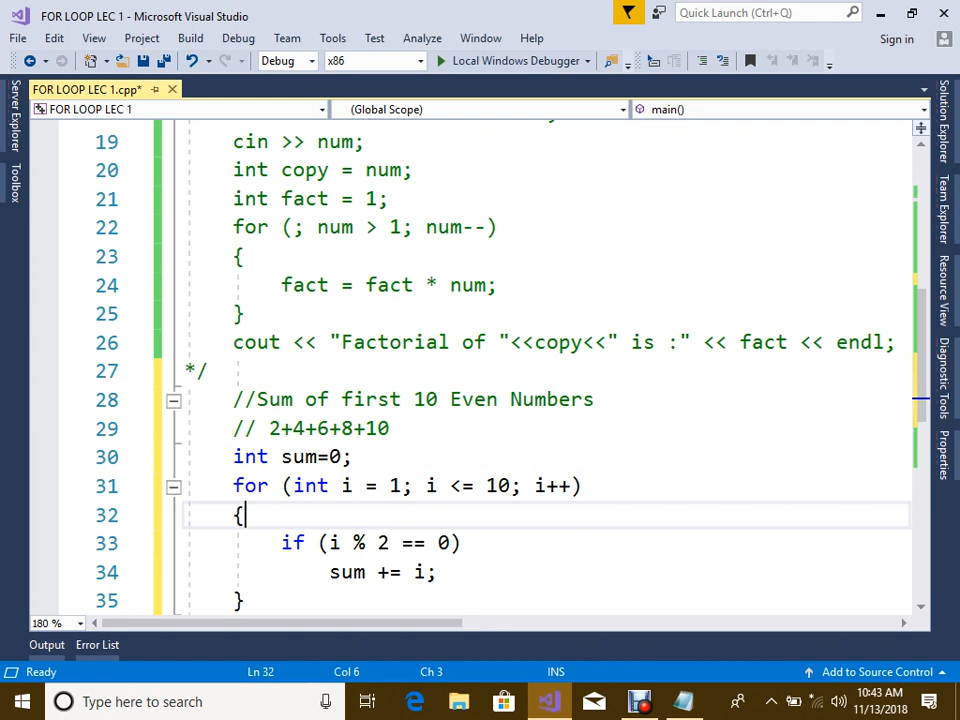 FOR LOOP LEC 1 - Microsoft Visual Studio
Quick Launch (Ctrl+Q)
File Edit View Project Build Debug Team Tools Test Analyze Window Help
Sign in
Debug x86 Local Windows Debugger
FOR LOOP LEC 1.cpp*
FOR LOOP LEC 1 (Global Scope) main()
Server Explorer
Toolbox
Solution Explorer
Team Explorer
Resource View
Diagnostic Tools
Properties
19 cin >> num;
20 int copy = num;
21 int fact = 1;
22 for (; num > 1; num--)
23 {
24 fact = fact * num;
25 }
26 cout << "Factorial of "<<copy<<" is :" << fact << endl;
27 */
28 //Sum of first 10 Even Numbers
29 // 2+4+6+8+10
30 int sum=0;
31 for (int i = 1; i <= 10; i++)
32 {
33 if (i % 2 == 0)
34 sum += i;
35 }
180 %
Output Error List
Ready Ln 32 Col 6 Ch 3 INS Add to Source Control
Type here to search
10:43 AM
11/13/2018